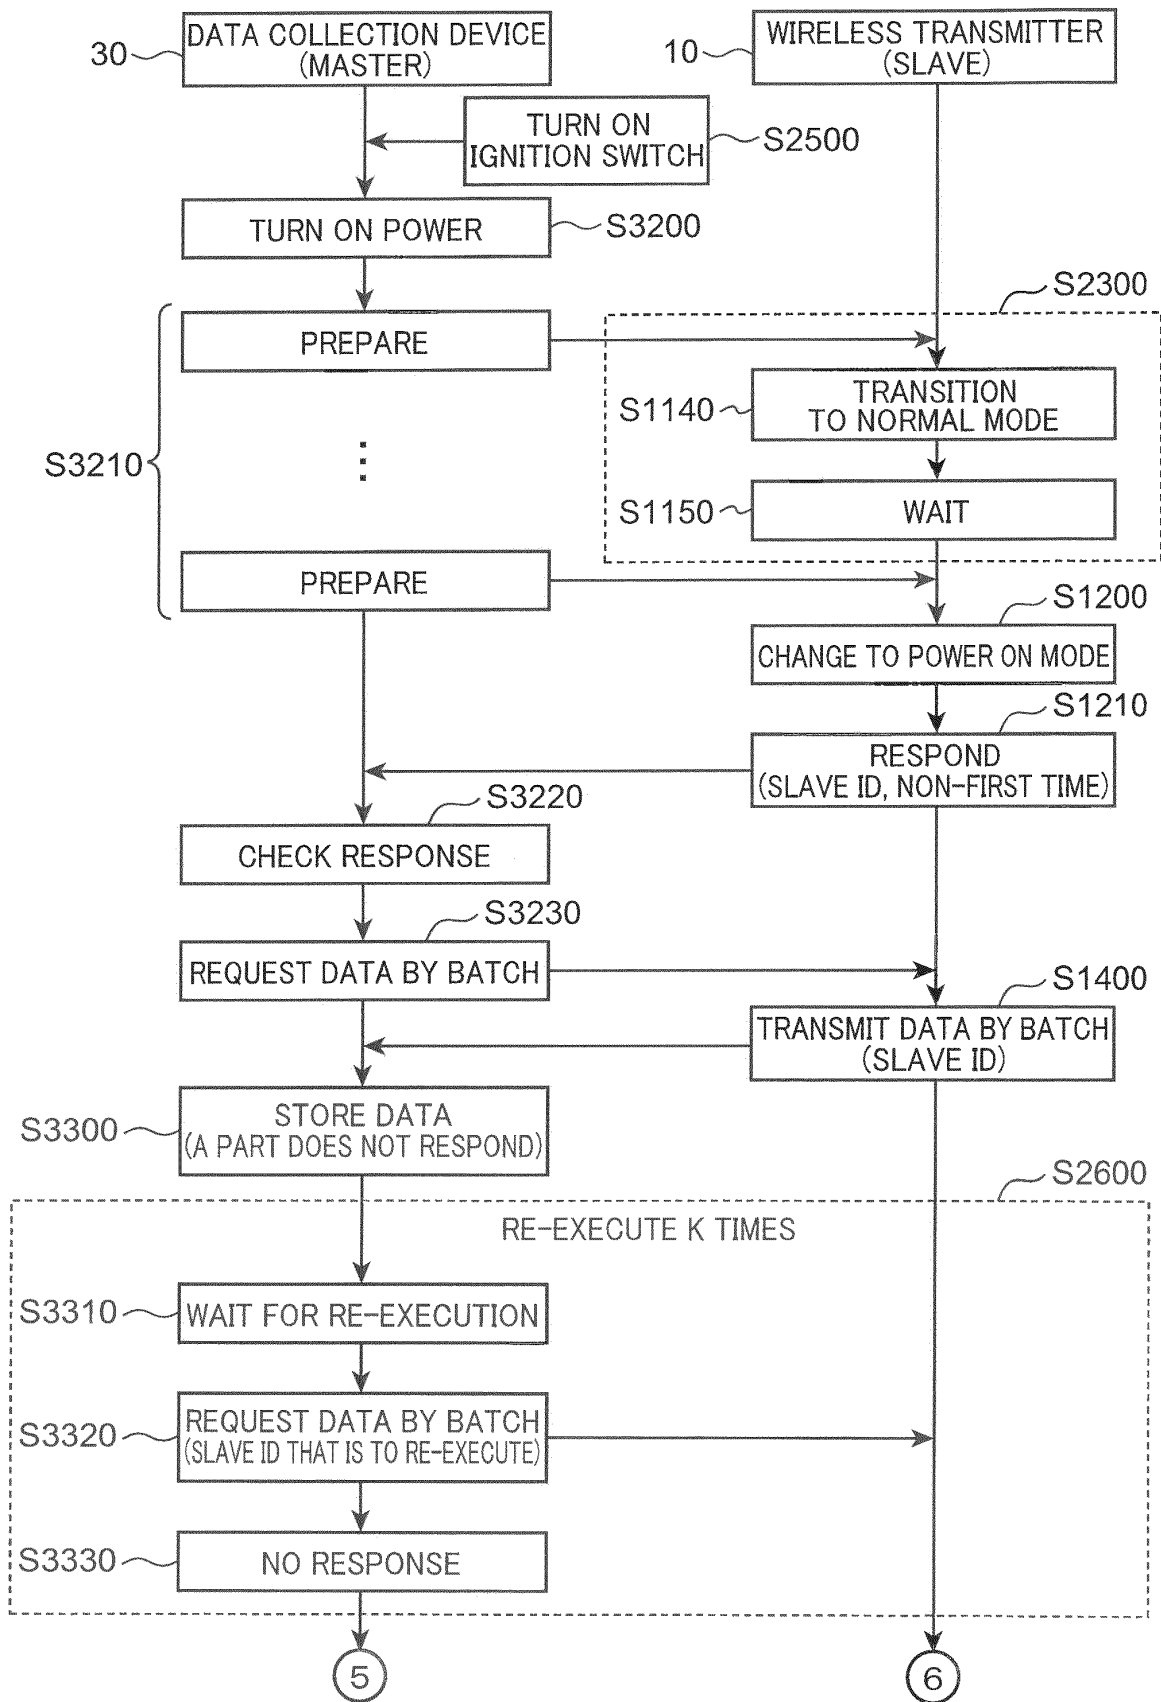 30
DATA COLLECTION DEVICE
(MASTER)
10
WIRELESS TRANSMITTER
(SLAVE)
TURN ON
IGNITION SWITCH
S2500
TURN ON POWER
S3200
S2300
PREPARE
S1140
TRANSITION
TO NORMAL MODE
S3210
⋮
S1150
WAIT
PREPARE
S1200
CHANGE TO POWER ON MODE
S1210
RESPOND
(SLAVE ID, NON-FIRST TIME)
S3220
CHECK RESPONSE
S3230
REQUEST DATA BY BATCH
S1400
TRANSMIT DATA BY BATCH
(SLAVE ID)
S3300
STORE DATA
(A PART DOES NOT RESPOND)
S2600
RE-EXECUTE K TIMES
S3310
WAIT FOR RE-EXECUTION
S3320
REQUEST DATA BY BATCH
(SLAVE ID THAT IS TO RE-EXECUTE)
S3330
NO RESPONSE
5
6